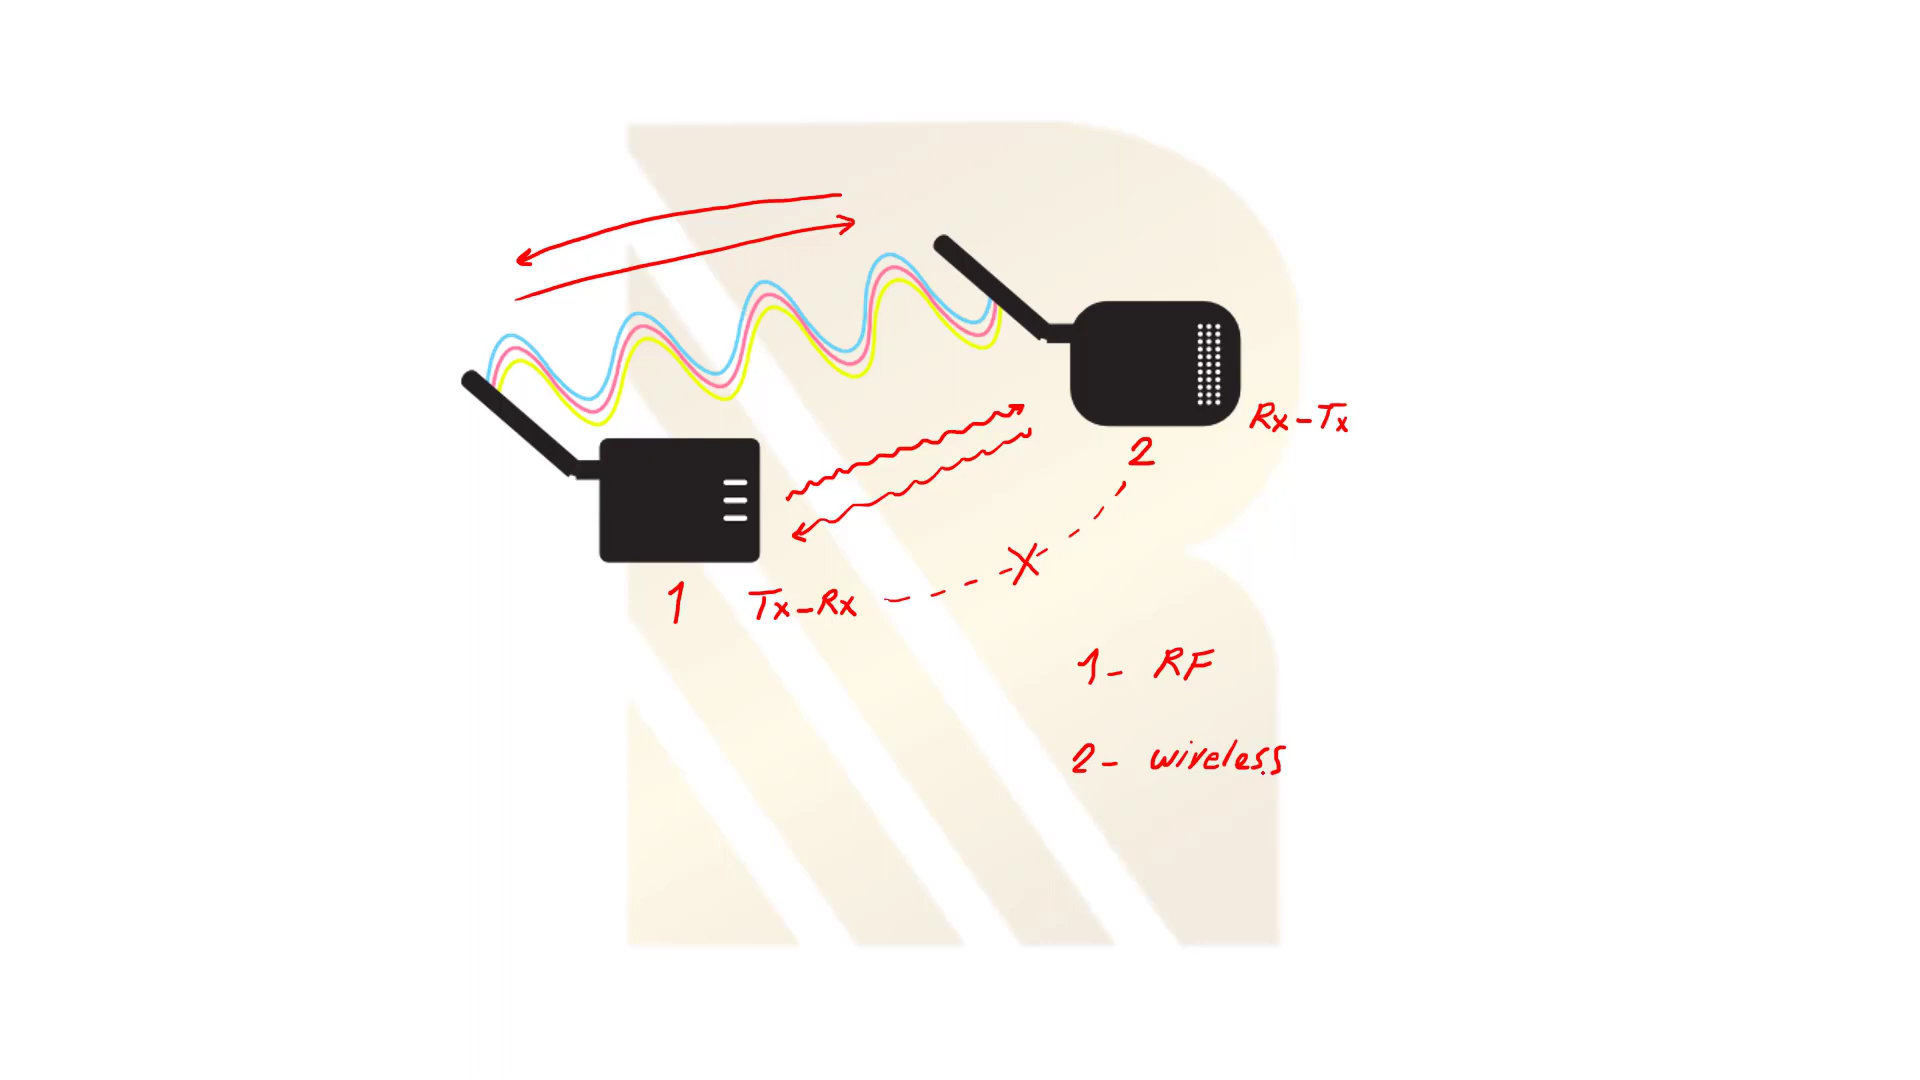 Rx-Tx
2
1
Tx-Rx
X
1- RF
2- wireless